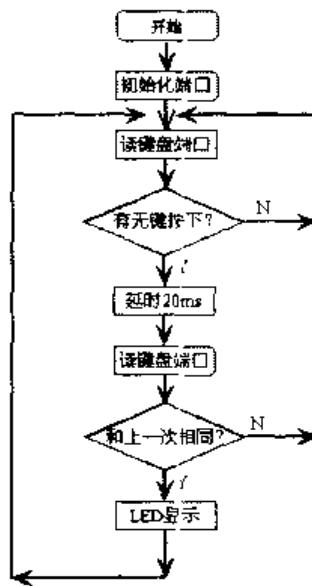 开始
初始化端口
读键盘端口
有无键按下?
N
Y
延时20ms
读键盘端口
和上一次相同?
N
Y
LED显示